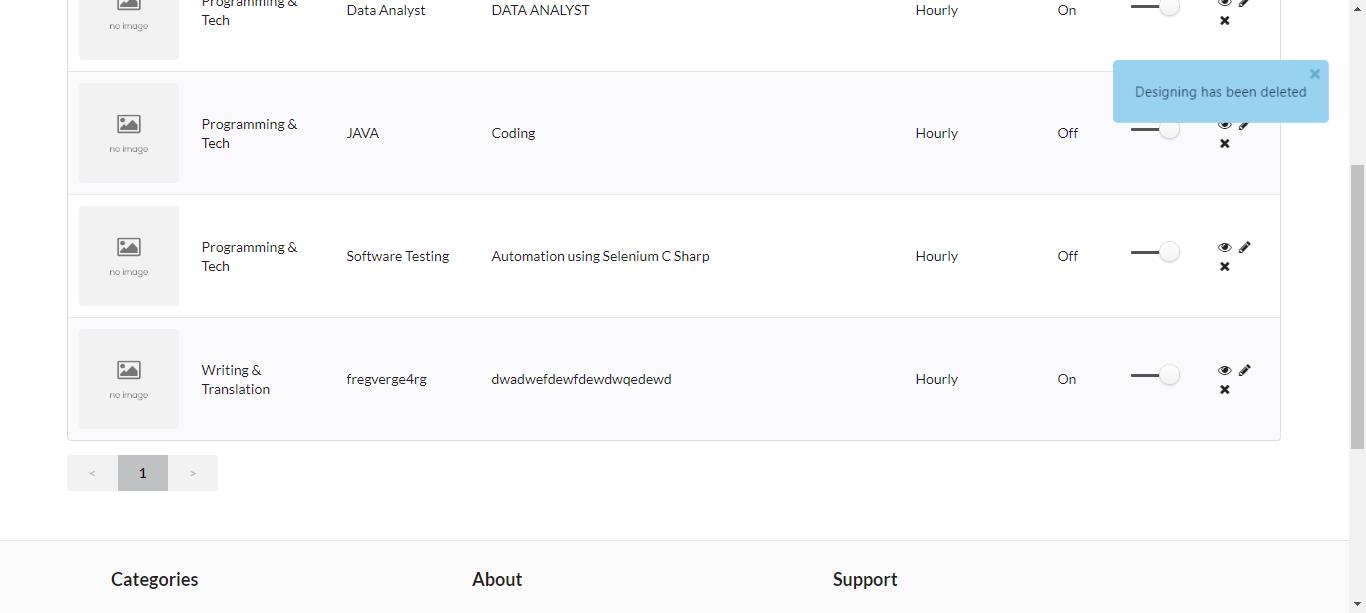 Programming &
Tech
Data Analyst
DATA ANALYST
Hourly
On
no image
Designing has been deleted
Programming &
Tech
JAVA
Coding
Hourly
Off
no image
Programming &
Tech
Software Testing
Automation using Selenium C Sharp
Hourly
Off
no image
Writing &
Translation
fregverge4rg
dwadwefdewfdewdwqedewd
Hourly
On
no image
< 1 >
Categories
About
Support